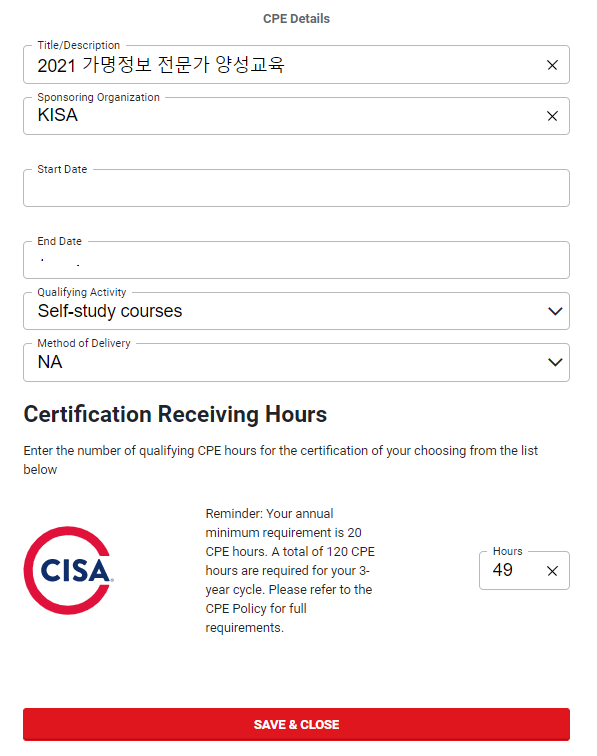 CPE Details
Title/Description
2021 가명정보 전문가 양성교육
Sponsoring Organization
KISA
Start Date
End Date
Qualifying Activity
Self-study courses
Method of Delivery
NA
Certification Receiving Hours
Enter the number of qualifying CPE hours for the certification of your choosing from the list
below
Reminder: Your annual
minimum requirement is 20
CPE hours. A total of 120 CPE
hours are required for your 3-
year cycle. Please refer to the
CPE Policy for full
requirements.
CISA
Hours
49
SAVE & CLOSE